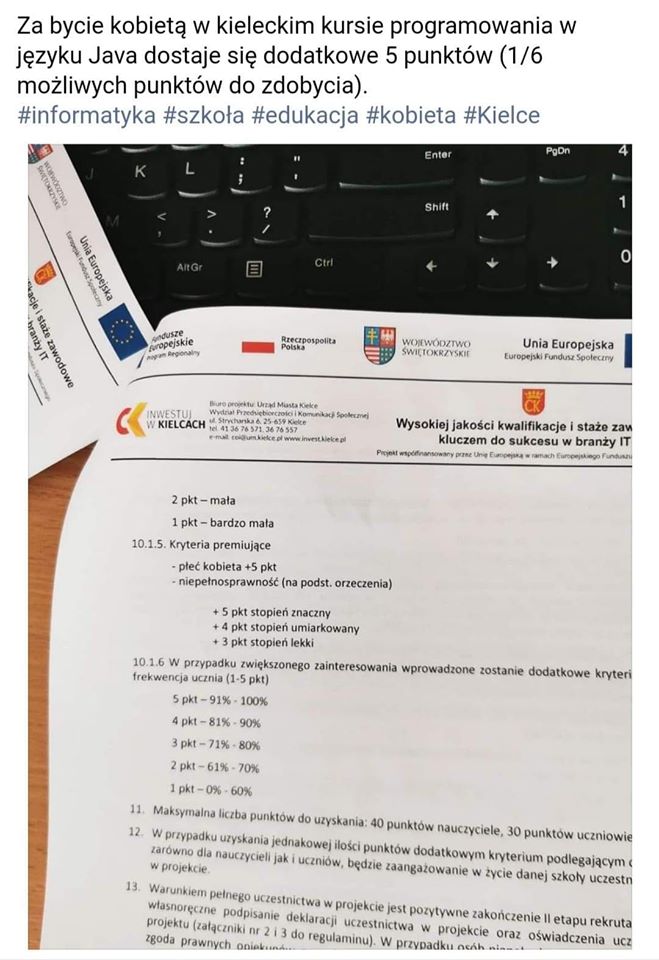 Za bycie kobietą w kieleckim kursie programowania w
języku Java dostaje się dodatkowe 5 punktów (1/6
możliwych punktów do zdobycia).
#informatyka #szkoła #edukacja #kobieta #Kielce
J
K
L
: ;
" '
Enter
PgDn
4
M
< ,
> .
? /
Shift
1
AltGr
Ctrl
0
WOJEWÓDZTWO
ŚWIĘTOKRZYSKIE
Unia Europejska
Europejski Fundusz Społeczny
kacje i staże zawodowe
branży IT
Fundusze
Europejskie
Program Regionalny
Rzeczpospolita
Polska
WOJEWÓDZTWO
ŚWIĘTOKRZYSKIE
Unia Europejska
Europejski Fundusz Społeczny
CK
INWESTUJ
W KIELCACH
Biuro projektu: Urząd Miasta Kielce
Wydział Przedsiębiorczości i Komunikacji Społecznej
ul. Strycharska 6, 25-659 Kielce
tel. 41 36 76 571, 36 76 557
e-mail: coi@um.kielce.pl www.invest.kielce.pl
Wysokiej jakości kwalifikacje i staże zaw
kluczem do sukcesu w branży IT
Projekt współfinansowany przez Unię Europejską w ramach Europejskiego Fundusz
2 pkt – mała
1 pkt – bardzo mała
10.1.5. Kryteria premiujące
- płeć kobieta +5 pkt
- niepełnosprawność (na podst. orzeczenia)
+ 5 pkt stopień znaczny
+ 4 pkt stopień umiarkowany
+ 3 pkt stopień lekki
10.1.6 W przypadku zwiększonego zainteresowania wprowadzone zostanie dodatkowe kryteri
frekwencja ucznia (1-5 pkt)
5 pkt – 91% - 100%
4 pkt – 81% - 90%
3 pkt – 71% - 80%
2 pkt – 61% - 70%
1 pkt – 0% - 60%
11. Maksymalna liczba punktów do uzyskania: 40 punktów nauczyciele, 30 punktów uczniowie
12. W przypadku uzyskania jednakowej ilości punktów dodatkowym kryterium podlegającym
zarówno dla nauczycieli jak i uczniów, będzie zaangażowanie w życie danej szkoły uczestn
w projekcie.
13. Warunkiem pełnego uczestnictwa w projekcie jest pozytywne zakończenie II etapu rekruta
własnoręczne podpisanie deklaracji uczestnictwa w projekcie oraz oświadczenia ucz
projektu (załączniki nr 2 i 3 do regulaminu). W przypadku osób
zgoda prawnych